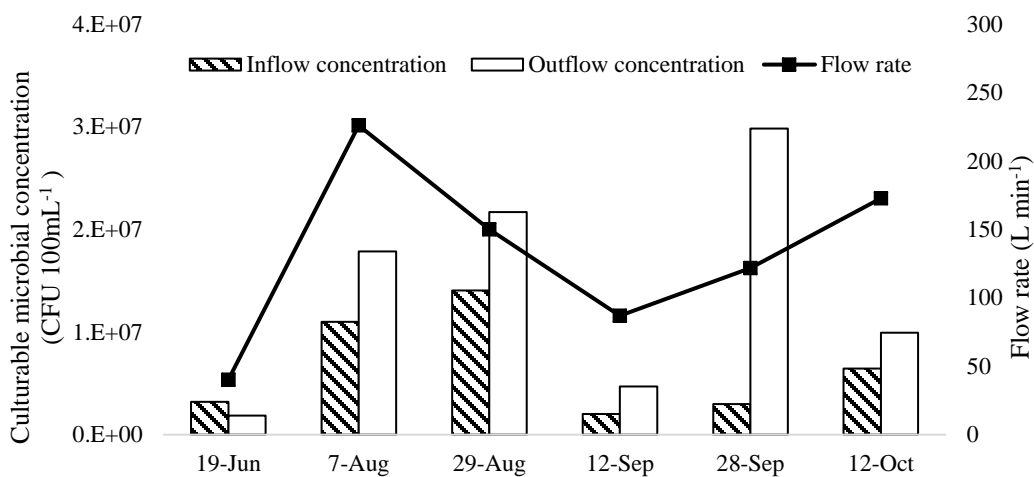 4.E+07
3.E+07
2.E+07
1.E+07
0.E+00
Culturable microbial concentration
(CFU 100mL⁻¹ )
Inflow concentration
Outflow concentration
Flow rate
300
250
200
150
100
50
0
Flow rate (L min⁻¹)
19-Jun
7-Aug
29-Aug
12-Sep
28-Sep
12-Oct